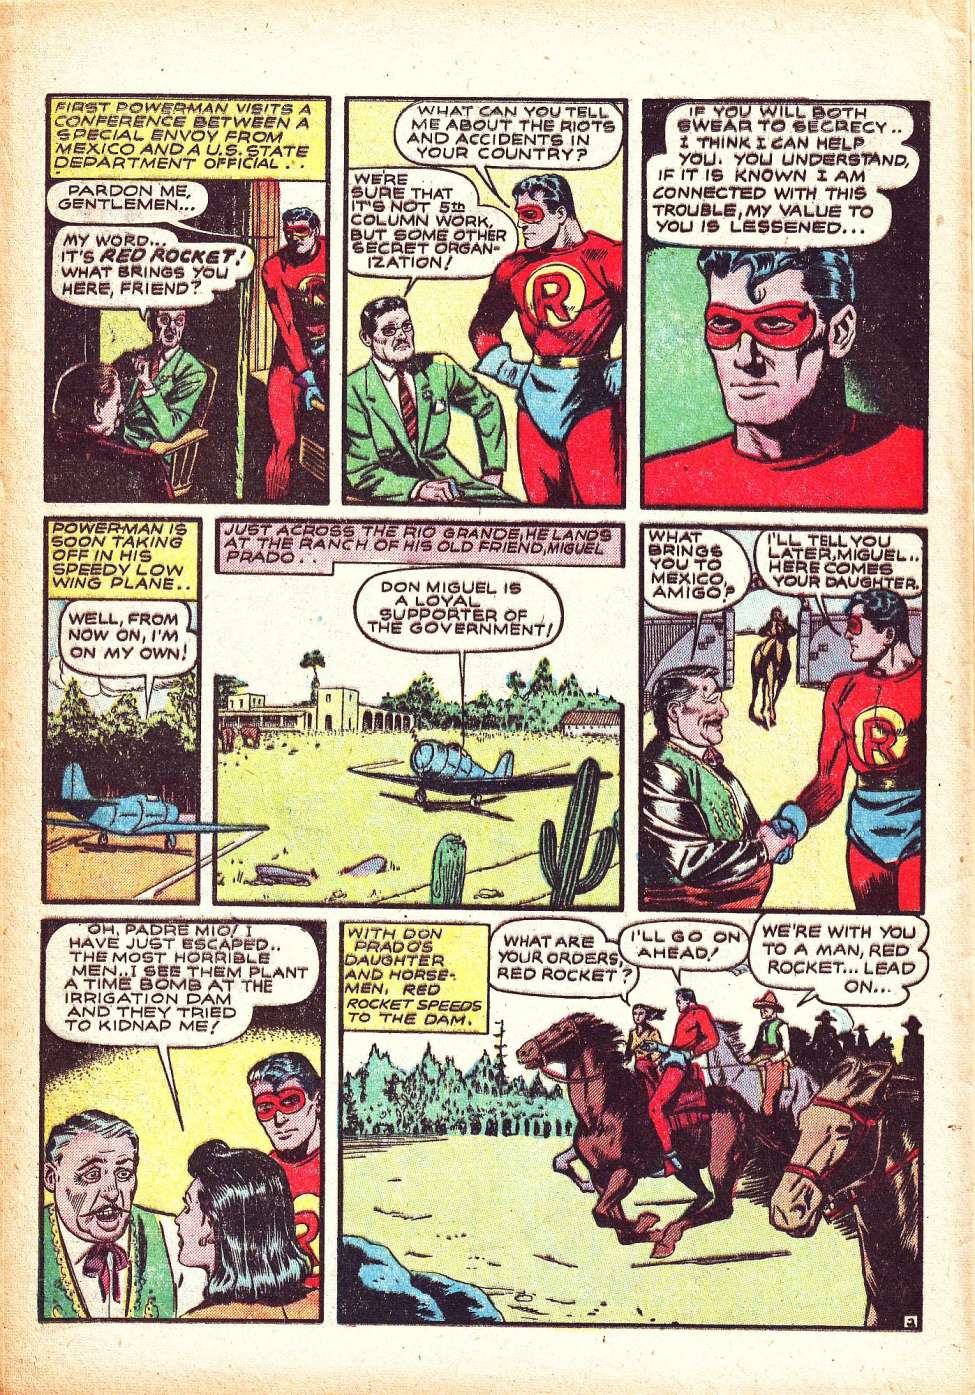 FIRST POWERMAN VISITS A
CONFERENCE BETWEEN A
SPECIAL ENVOY FROM
MEXICO AND A U.S. STATE
DEPARTMENT OFFICIAL...
PARDON ME,
GENTLEMEN...
MY WORD...
IT'S RED ROCKET!
WHAT BRINGS YOU
HERE, FRIEND?
WHAT CAN YOU TELL
ME ABOUT THE RIOTS
AND ACCIDENTS IN
YOUR COUNTRY?
WE'RE
SURE THAT
IT'S NOT 5th
COLUMN WORK,
BUT SOME OTHER
SECRET ORGAN-
IZATION!
R
IF YOU WILL BOTH
SWEAR TO SECRECY..
I THINK I CAN HELP
YOU. YOU UNDERSTAND,
IF IT IS KNOWN I AM
CONNECTED WITH THIS
TROUBLE, MY VALUE TO
YOU IS LESSENED...
POWER-MAN IS
SOON TAKING
OFF IN HIS
SPEEDY LOW
WING PLANE..
WELL, FROM
NOW ON, I'M
ON MY OWN!
JUST ACROSS THE RIO GRANDE, HE LANDS
AT THE RANCH OF HIS OLD FRIEND, MIGUEL
PRADO...
DON MIGUEL IS
A LOYAL
SUPPORTER OF
THE GOVERNMENT!
WHAT
BRINGS
YOU TO
MEXICO,
AMIGO?
I'LL TELL YOU
LATER, MIGUEL..
HERE COMES
YOUR DAUGHTER.
R
OH, PADRE MIO! I
HAVE JUST ESCAPED..
THE MOST HORRIBLE
MEN.. I SEE THEM PLANT
A TIME BOMB AT THE
IRRIGATION DAM
AND THEY TRIED
TO KIDNAP ME!
R
WITH DON
PRADO'S
DAUGHTER
AND HORSE-
MEN, RED
ROCKET SPEEDS
TO THE DAM.
WHAT ARE
YOUR ORDERS,
RED ROCKET?
I'LL GO ON
AHEAD!
WE'RE WITH YOU
TO A MAN, RED
ROCKET... LEAD
ON...
2